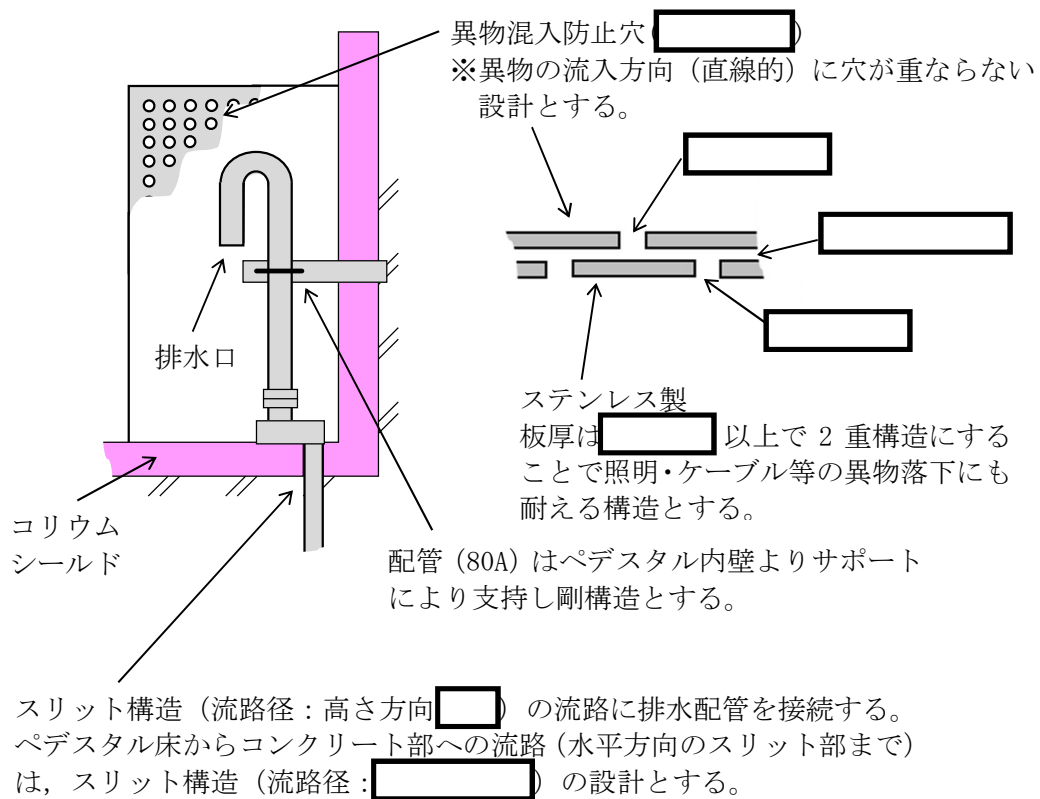 異物混入防止穴(　　　)
※異物の流入方向(直線的)に穴が重ならない
設計とする。
排水口
ステンレス製
板厚は　　　以上で 2 重構造にする
ことで照明・ケーブル等の異物落下にも
耐える構造とする。
コリウム
シールド
配管(80A)はペデスタル内壁よりサポート
により支持し剛構造とする。
スリット構造(流路径:高さ方向　　　)の流路に排水配管を接続する。
ペデスタル床からコンクリート部への流路(水平方向のスリット部まで)
は,スリット構造(流路径:　　　)の設計とする。